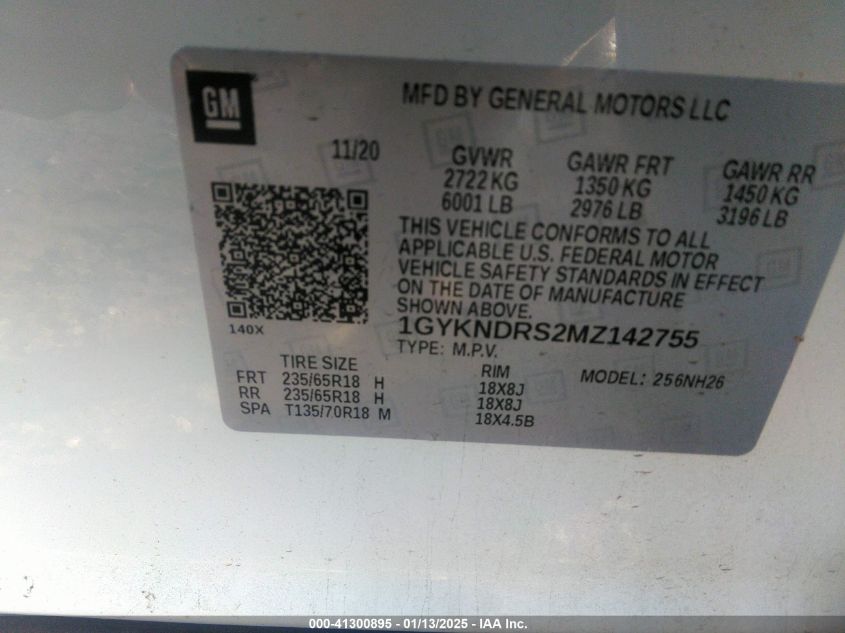 GM
MFD BY GENERAL MOTORS LLC
11/20
GVWR
2722 KG
6001 LB
GAWR FRT
1350 KG
2976 LB
GAWR RR
1450 KG
3196 LB
THIS VEHICLE CONFORMS TO ALL
APPLICABLE U.S. FEDERAL MOTOR
VEHICLE SAFETY STANDARDS IN EFFECT
ON THE DATE OF MANUFACTURE
SHOWN ABOVE.
140X
1GYKNDRS2MZ142755
TYPE: M.P.V.
MODEL: 256NH26
TIRE SIZE RIM
FRT 235/65R18 H 18X8J
RR 235/65R18 H 18X8J
SPA T135/70R18 M 18X4.5B
000-41300895 - 01/13/2025 - IAA Inc.